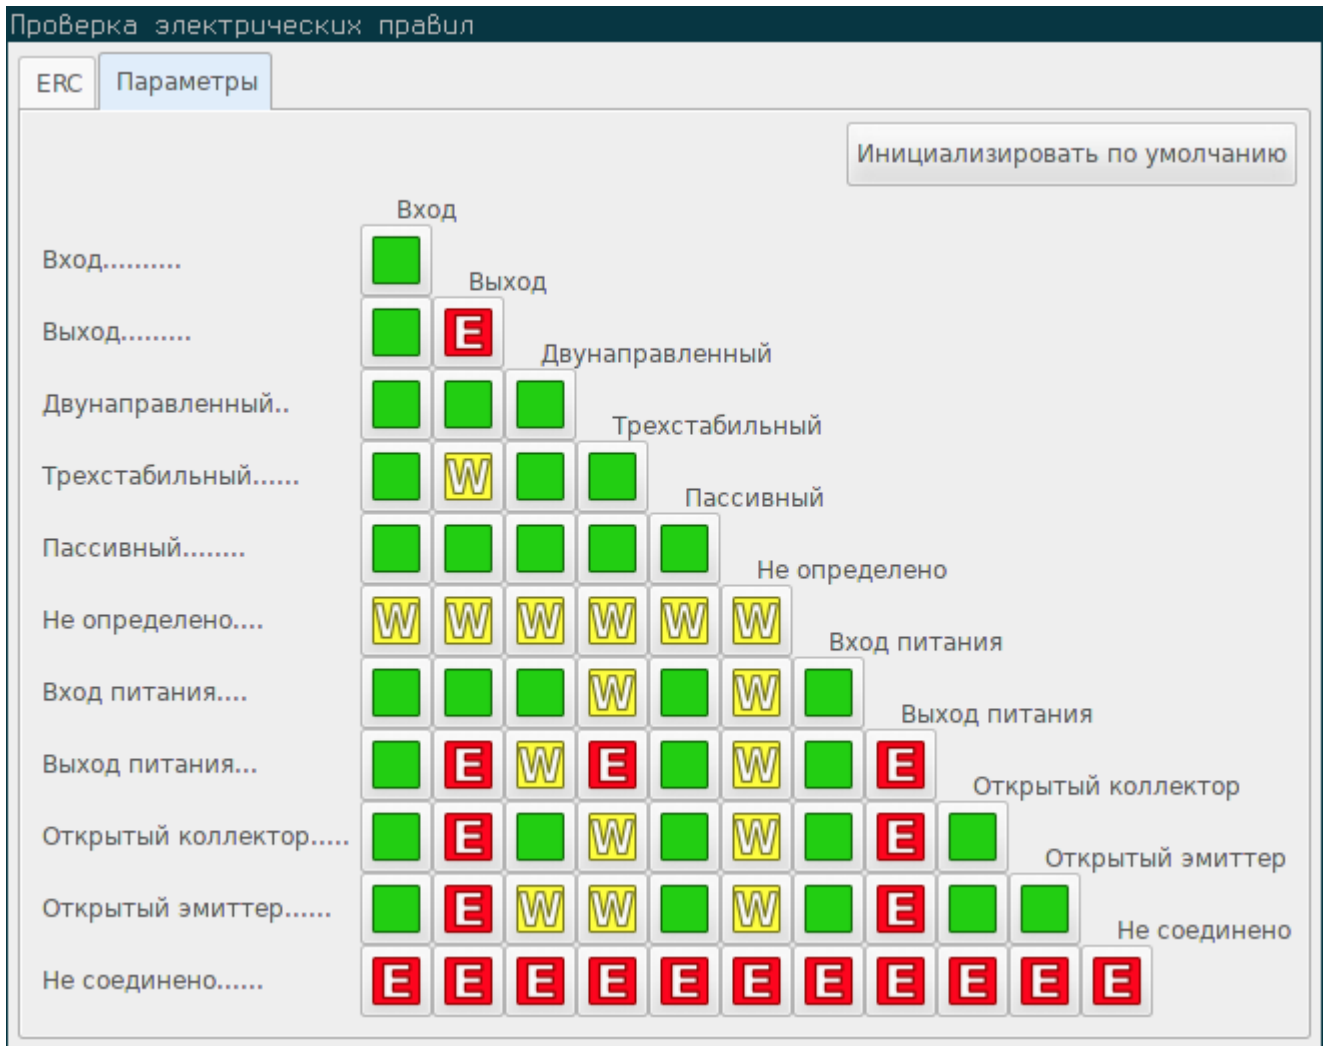 Проверка электрических правил
ERC Параметры
Инициализировать по умолчанию
Вход
Вход..........
Выход
Выход......... E
Двунаправленный
Двунаправленный..
Трехстабильный
Трехстабильный...... W
Пассивный
Пассивный........
Не определено
Не определено.... W W W W W W
Вход питания
Вход питания.... W W
Выход питания
Выход питания... E W E W E
Открытый коллектор
Открытый коллектор..... E W W E
Открытый эмиттер
Открытый эмиттер...... E W W W E
Не соединено
Не соединено...... E E E E E E E E E E E